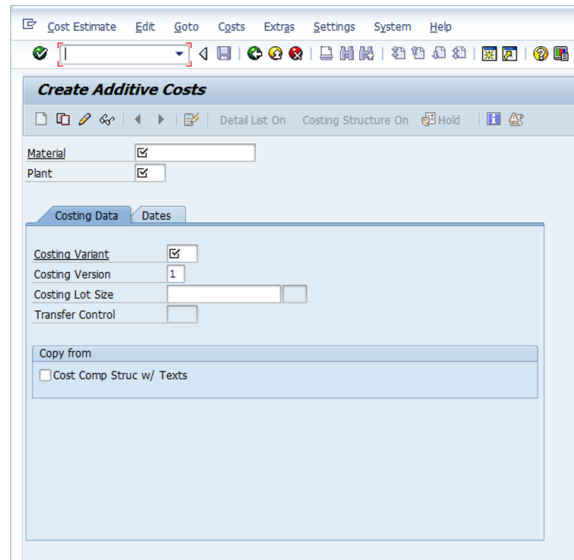 Cost Estimate Edit Goto Costs Extras Settings System Help
Create Additive Costs
Detail List On Costing Structure On Hold
Material
Plant
Costing Data Dates
Costing Variant
Costing Version 1
Costing Lot Size
Transfer Control
Copy from
Cost Comp Struc w/ Texts